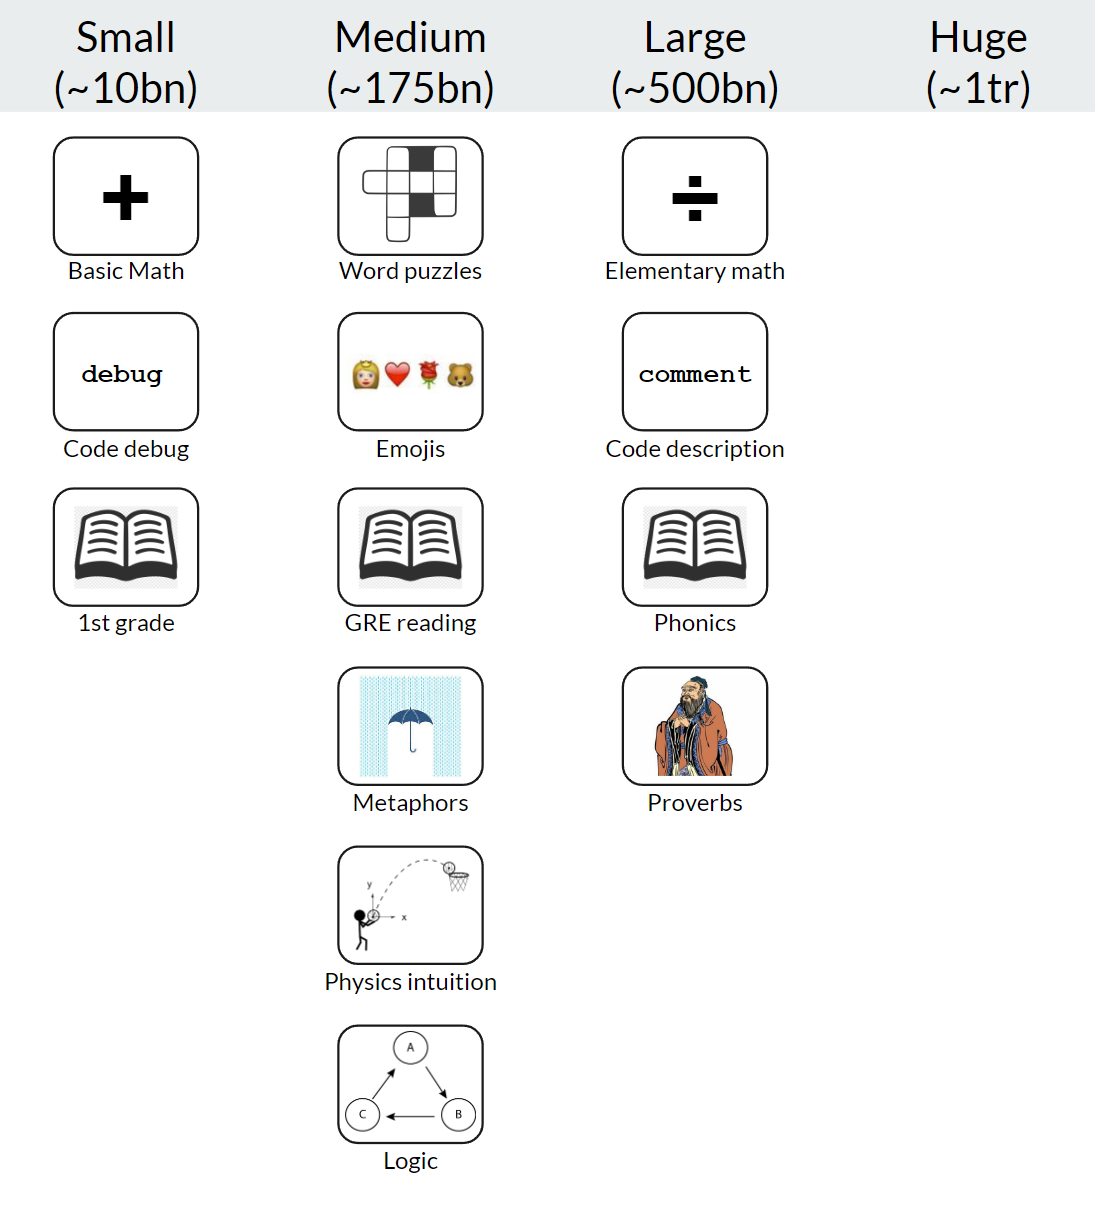 Small
(~10bn)
Medium
(~175bn)
Large
(~500bn)
Huge
(~1tr)
+
Basic Math
Word puzzles
÷
Elementary math
debug
Code debug
Emojis
comment
Code description
1st grade
GRE reading
Phonics
Metaphors
Proverbs
y
x
Physics intuition
A
C
B
Logic